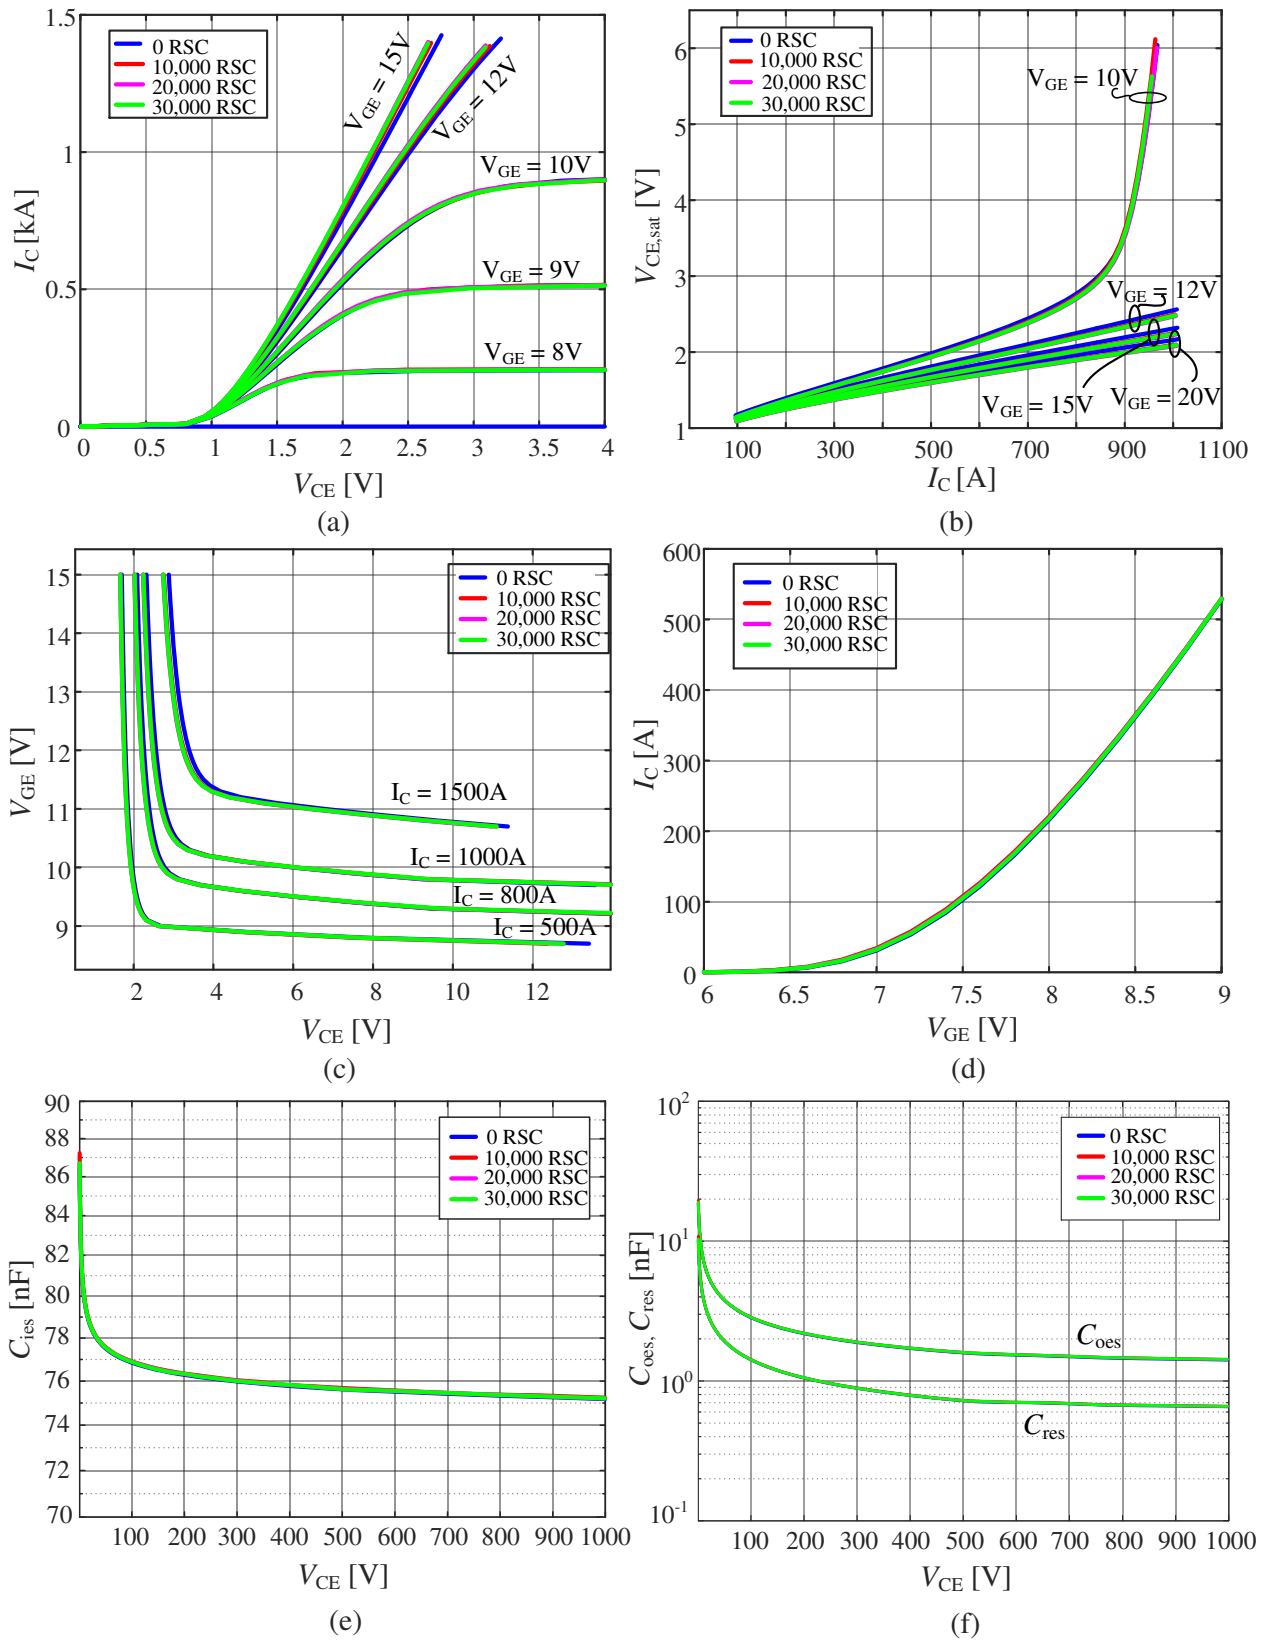 1.5
1
0.5
0
I_C [kA]
0 RSC
10,000 RSC
20,000 RSC
30,000 RSC
V_GE = 15V
V_GE = 12V
V_GE = 10V
V_GE = 9V
V_GE = 8V
0 0.5 1 1.5 2 2.5 3 3.5 4
V_CE [V]
(a)
6
5
4
3
2
1
V_CE,sat [V]
0 RSC
10,000 RSC
20,000 RSC
30,000 RSC
V_GE = 10V
V_GE = 12V
V_GE = 15V
V_GE = 20V
100 300 500 700 900 1100
I_C [A]
(b)
15
14
13
12
11
10
9
V_GE [V]
0 RSC
10,000 RSC
20,000 RSC
30,000 RSC
I_C = 1500A
I_C = 1000A
I_C = 800A
I_C = 500A
2 4 6 8 10 12
V_CE [V]
(c)
600
500
400
300
200
100
0
I_C [A]
0 RSC
10,000 RSC
20,000 RSC
30,000 RSC
6 6.5 7 7.5 8 8.5 9
V_GE [V]
(d)
90
88
86
84
82
80
78
76
74
72
70
C_ies [nF]
0 RSC
10,000 RSC
20,000 RSC
30,000 RSC
100 200 300 400 500 600 700 800 900 1000
V_CE [V]
(e)
10^2
10^1
10^0
10^-1
C_oes, C_res [nF]
0 RSC
10,000 RSC
20,000 RSC
30,000 RSC
C_oes
C_res
100 200 300 400 500 600 700 800 900 1000
V_CE [V]
(f)